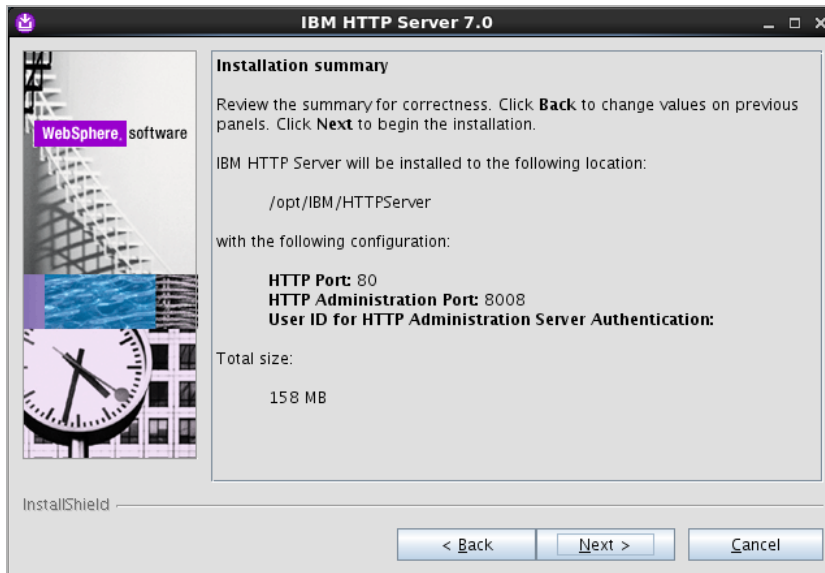 IBM HTTP Server 7.0
WebSphere. software
Installation summary
Review the summary for correctness. Click Back to change values on previous
panels. Click Next to begin the installation.
IBM HTTP Server will be installed to the following location:
/opt/IBM/HTTPServer
with the following configuration:
HTTP Port: 80
HTTP Administration Port: 8008
User ID for HTTP Administration Server Authentication:
Total size:
158 MB
InstallShield
< Back
Next >
Cancel